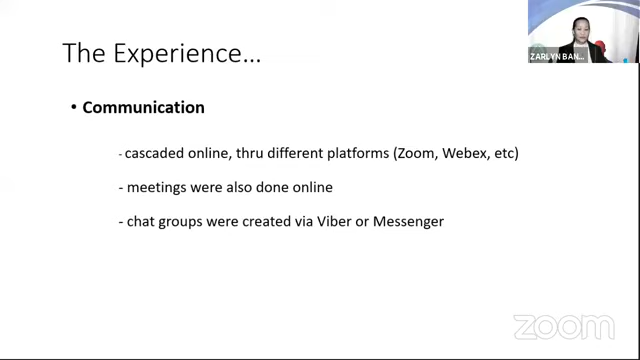 The Experience...
• Communication
- cascaded online, thru different platforms (Zoom, Webex, etc)
- meetings were also done online
- chat groups were created via Viber or Messenger
ZARLYN BAN...
zoom